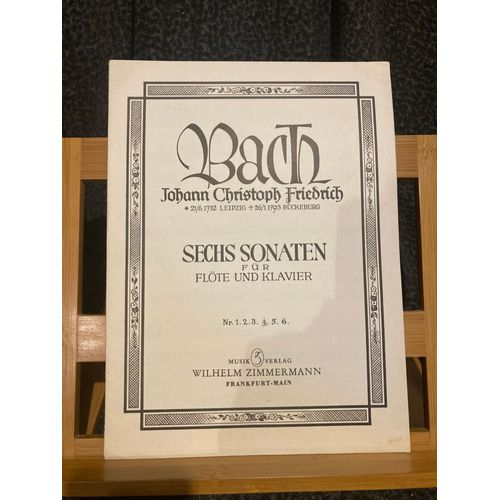 Bach
Johann Christoph Friedrich
* 21/6. 1732 LEIPZIG + 26/1. 1795 BÜCKEBURG
SECHS SONATEN
FÜR
FLÖTE UND KLAVIER
Nr. 1. 2. 3. 4. 5. 6.
MUSIK VERLAG
WILHELM ZIMMERMANN
FRANKFURT-MAIN